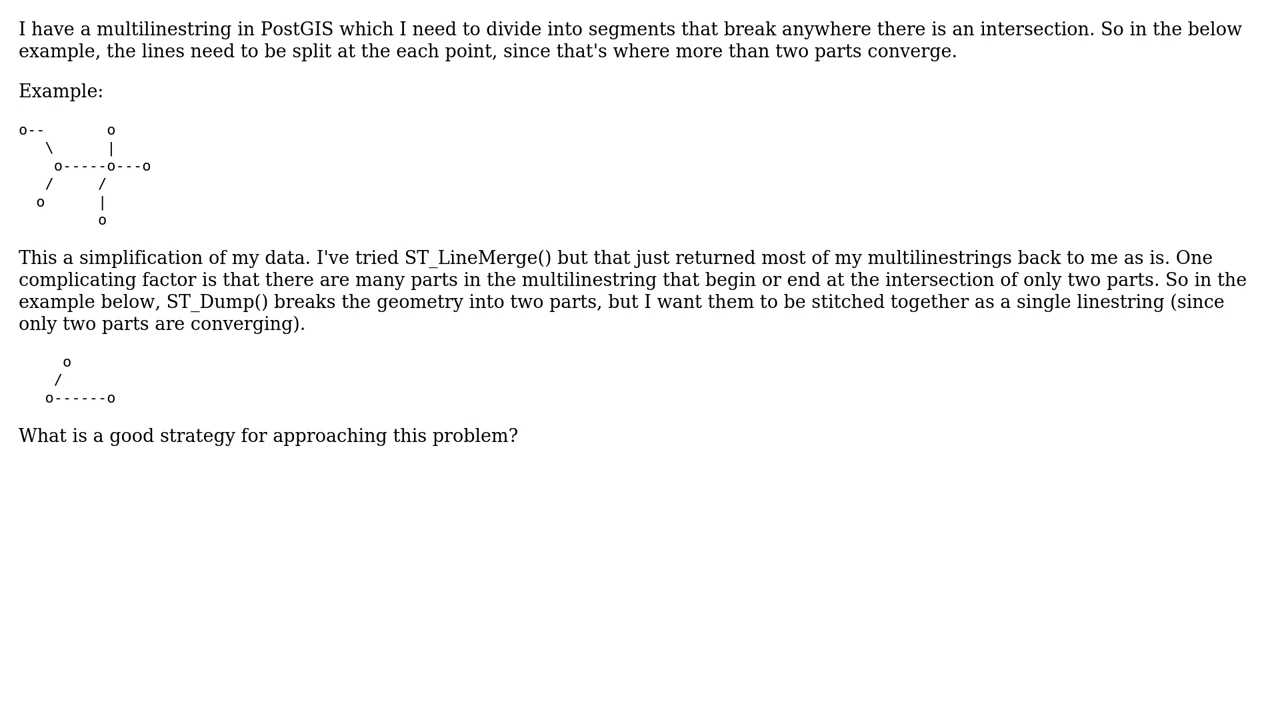 I have a multilinestring in PostGIS which I need to divide into segments that break anywhere there is an intersection. So in the below
example, the lines need to be split at the each point, since that's where more than two parts converge.
Example:
o--       o
   \      |
    o-----o---o
   /     /
  o      |
         o
This a simplification of my data. I've tried ST_LineMerge() but that just returned most of my multilinestrings back to me as is. One
complicating factor is that there are many parts in the multilinestring that begin or end at the intersection of only two parts. So in the
example below, ST_Dump() breaks the geometry into two parts, but I want them to be stitched together as a single linestring (since
only two parts are converging).
     o
    /
   o------o
What is a good strategy for approaching this problem?